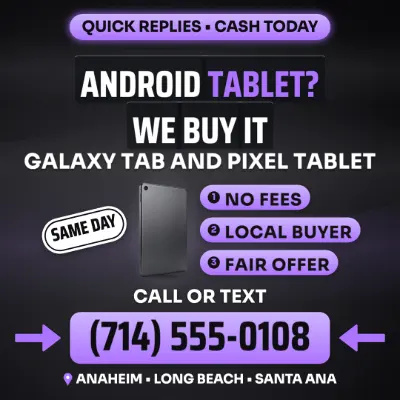 QUICK REPLIES • CASH TODAY
ANDROID TABLET?
WE BUY IT
GALAXY TAB AND PIXEL TABLET
SAME DAY
1 NO FEES
2 LOCAL BUYER
3 FAIR OFFER
CALL OR TEXT
(714) 555-0108
ANAHEIM • LONG BEACH • SANTA ANA